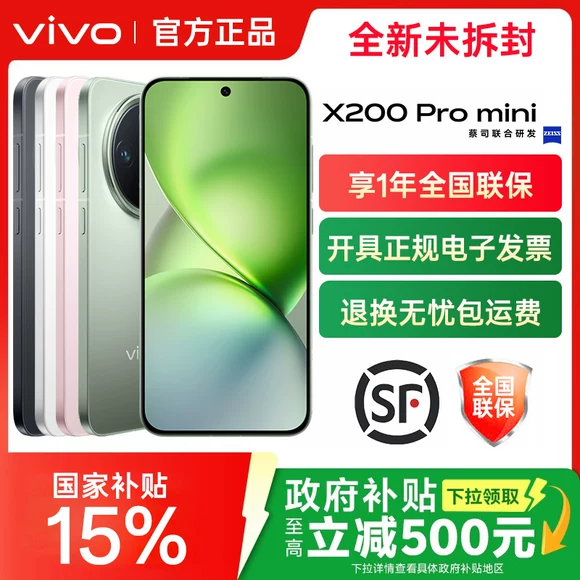 vivo 官方正品
全新未拆封
X200 Pro mini
蔡司联合研发 ZEISS
享1年全国联保
开具正规电子发票
退换无忧包运费
vi
SF
全国
联保
国家补贴
15%
政府补贴 下拉领取
至高立减500元
下拉详情查看具体政府补贴地区